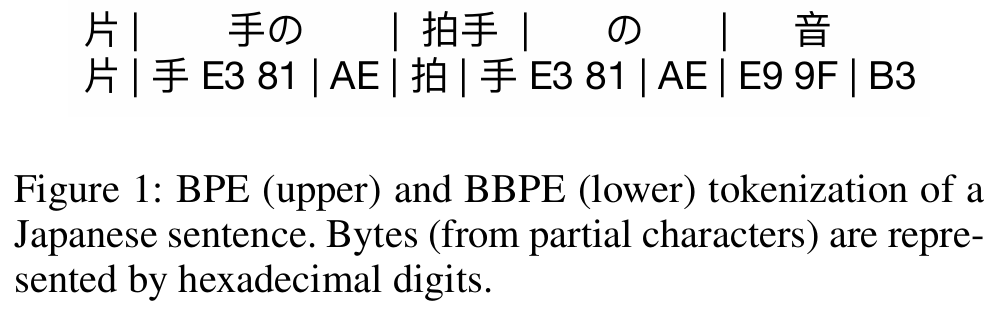 片 | 手の | 拍手 | の | 音
片 | 手 E3 81 | AE | 拍 | 手 E3 81 | AE | E9 9F | B3
Figure 1: BPE (upper) and BBPE (lower) tokenization of a
Japanese sentence. Bytes (from partial characters) are repre-
sented by hexadecimal digits.